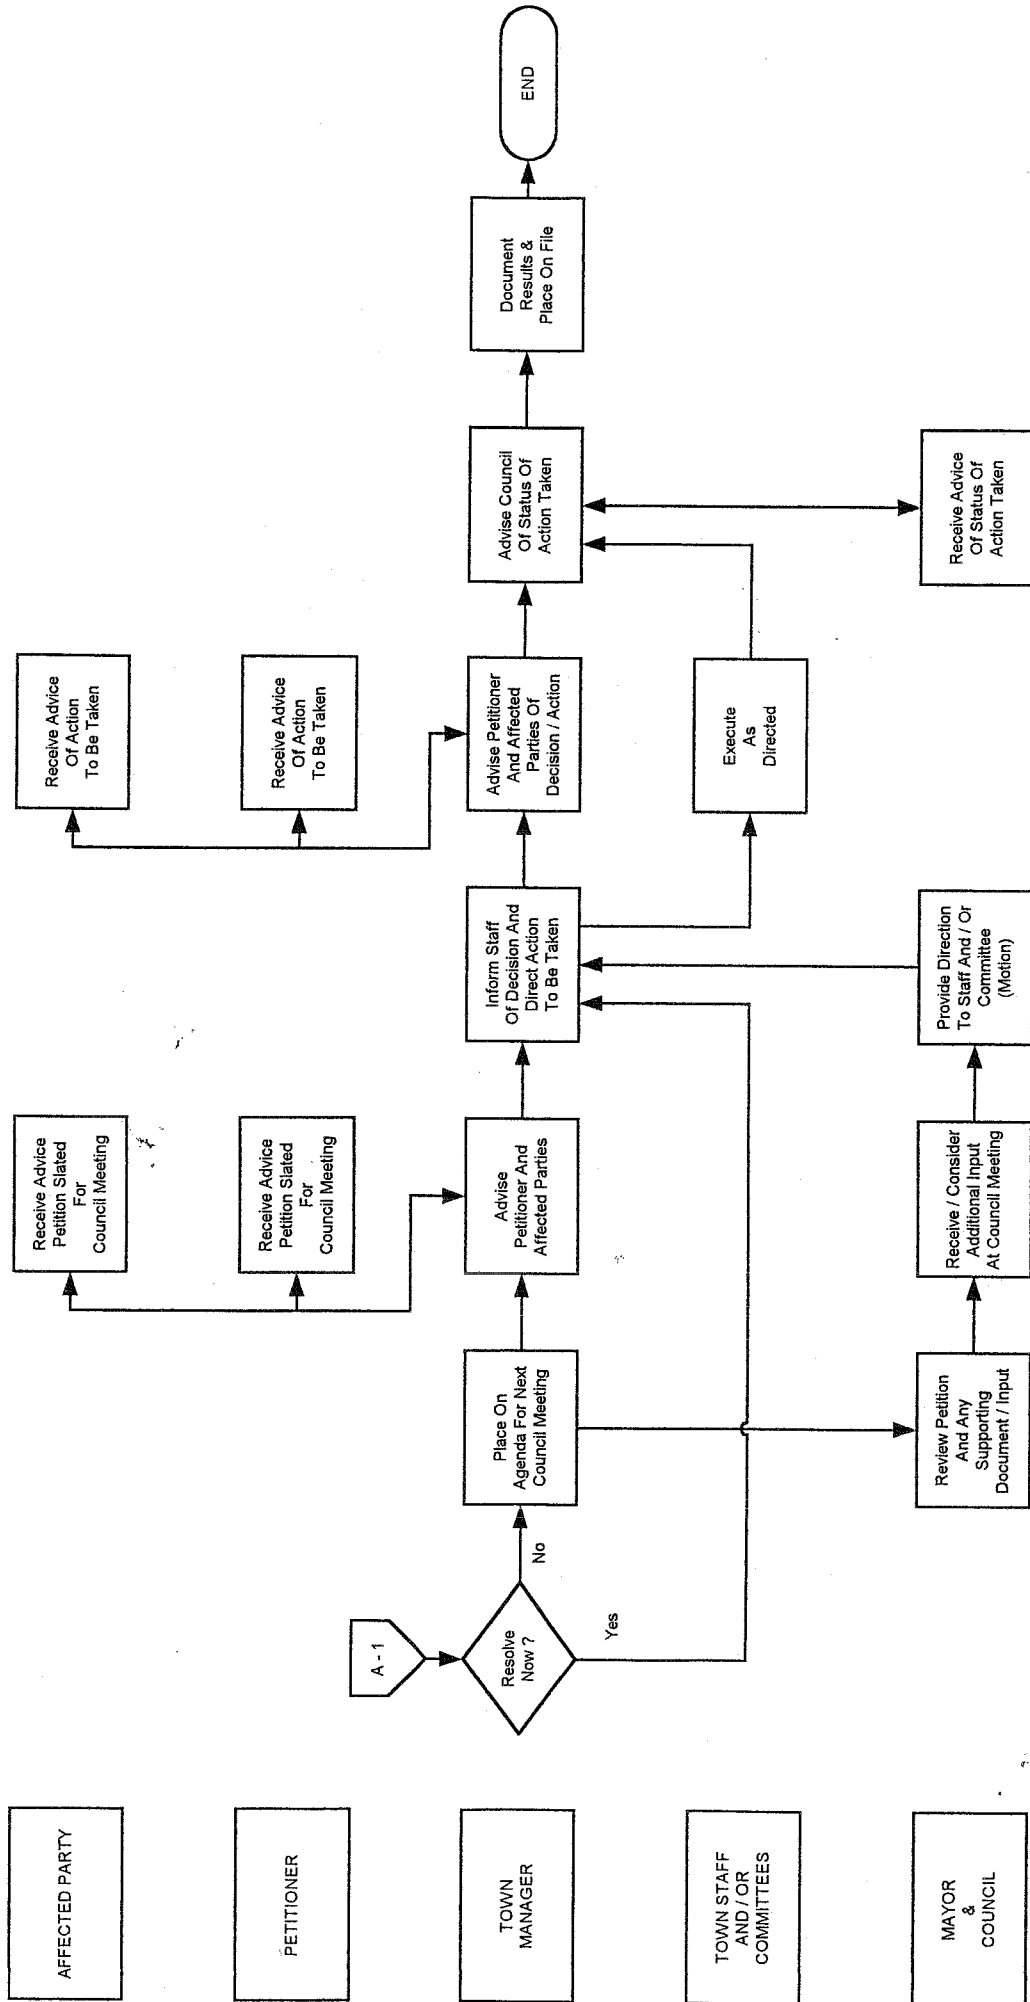 AFFECTED PARTY
Receive Advice
Petition Slated
For
Council Meeting
Receive Advice
Of Action
To Be Taken
PETITIONER
Receive Advice
Petition Slated
For
Council Meeting
Receive Advice
Of Action
To Be Taken
A - 1
TOWN
MANAGER
Resolve
Now ?
No
Yes
Place On
Agenda For Next
Council Meeting
Advise
Petitioner And
Affected Parties
Inform Staff
Of Decision And
Direct Action
To Be Taken
Advise Petitioner
And Affected
Parties Of
Decision / Action
Advise Council
Of Status Of
Action Taken
Document
Results &
Place On File
END
TOWN STAFF
AND / OR
COMMITTEES
Execute
As
Directed
MAYOR
&
COUNCIL
Review Petition
And Any
Supporting
Document / Input
Receive / Consider
Additional Input
At Council Meeting
Provide Direction
To Staff And / Or
Committee
(Motion)
Receive Advice
Of Status Of
Action Taken